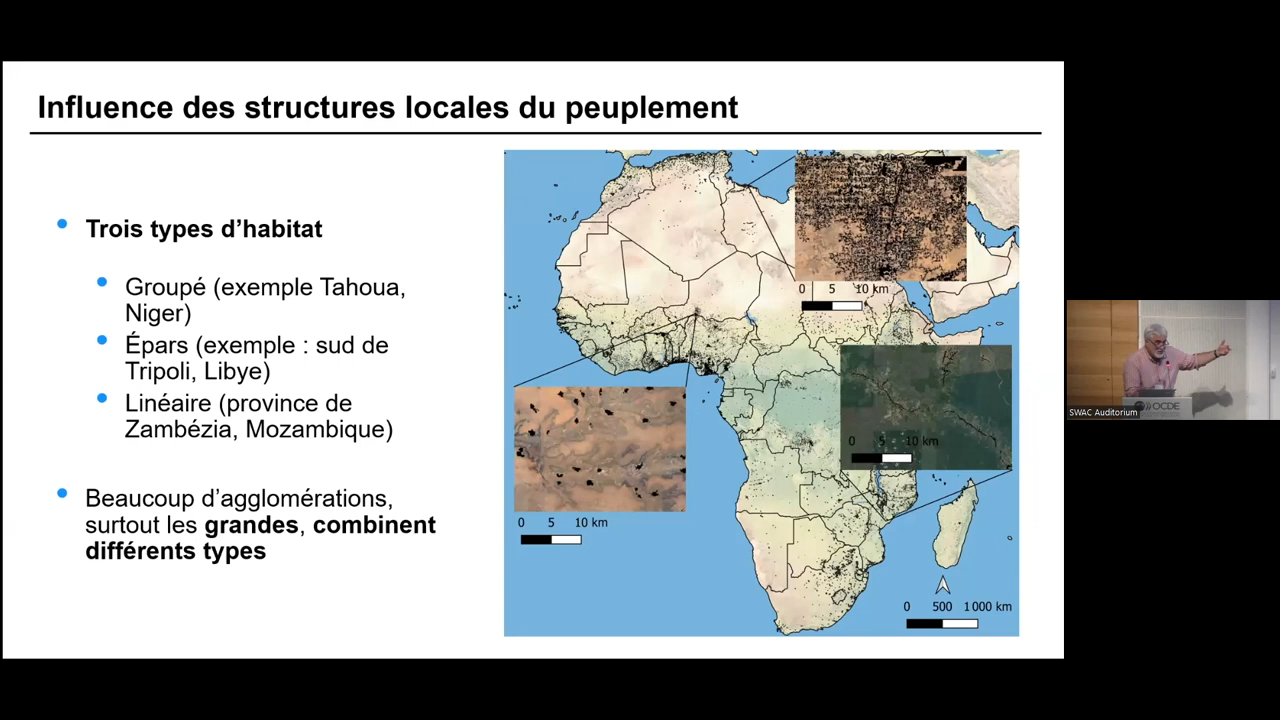 Influence des structures locales du peuplement
Trois types d’habitat
Groupé (exemple Tahoua,
Niger)
Épars (exemple : sud de
Tripoli, Libye)
Linéaire (province de
Zambézia, Mozambique)
Beaucoup d’agglomérations,
surtout les grandes, combinent
différents types
0 5 10 km
0 5 10 km
0 5 10 km
0 500 1 000 km
SWAC Auditorium
OCDE